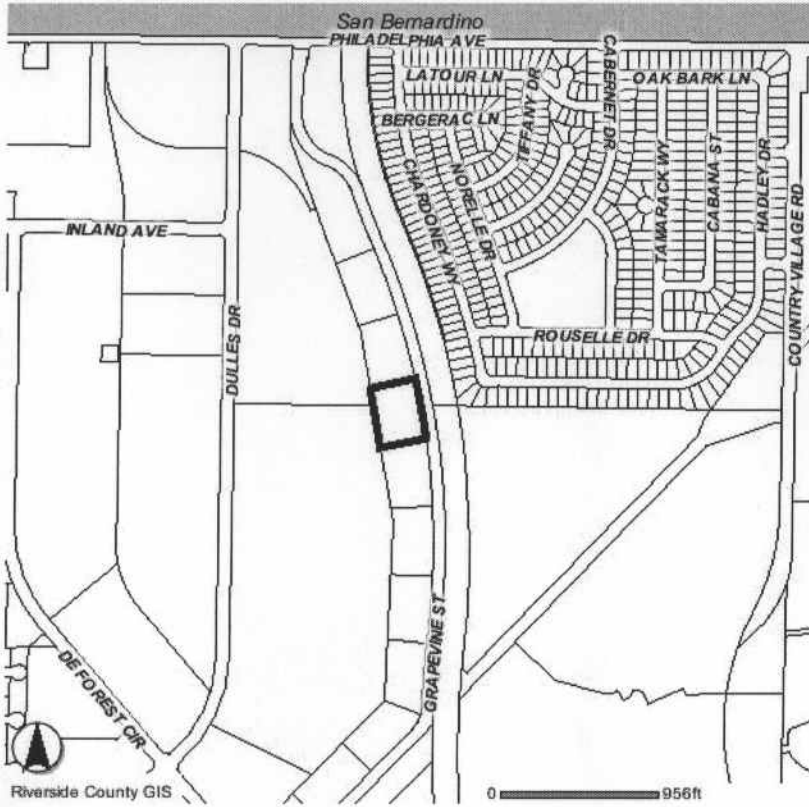 San Bernardino
PHILADELPHIA AVE
LATOUR LN
TIFFANY DR
CABERNET DR
OAK BARK LN
BERGERAC LN
CHARDONEY WY
NORELLE DR
TAMARACK WY
CABANA ST
HADLEY DR
COUNTRY VILLAGE RD
INLAND AVE
DULLES DR
ROUSELLE DR
GRAPEVINE ST
DE FOREST CIR
Riverside County GIS
0 956ft